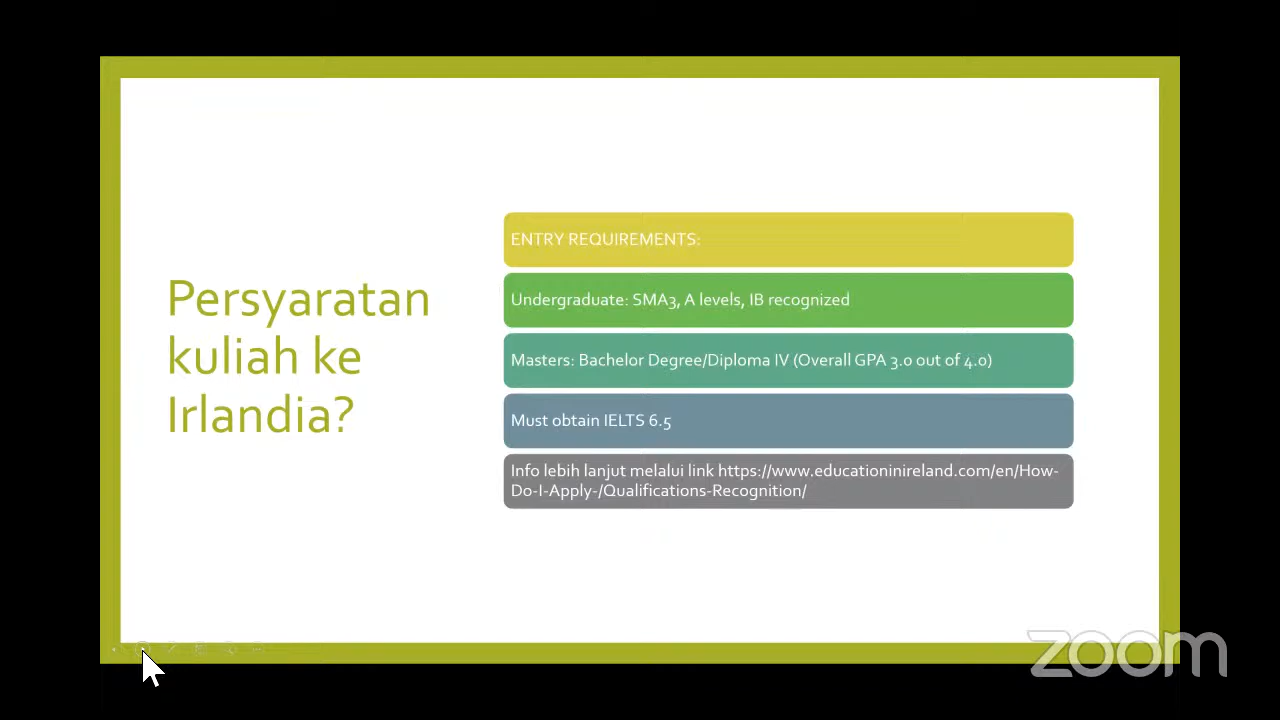 Persyaratan
kuliah ke
Irlandia?
ENTRY REQUIREMENTS:
Undergraduate: SMA3, A levels, IB recognized
Masters: Bachelor Degree/Diploma IV (Overall GPA 3.0 out of 4.0)
Must obtain IELTS 6.5
Info lebih lanjut melalui link https://www.educationinireland.com/en/How-
Do-I-Apply-/Qualifications-Recognition/
zoom